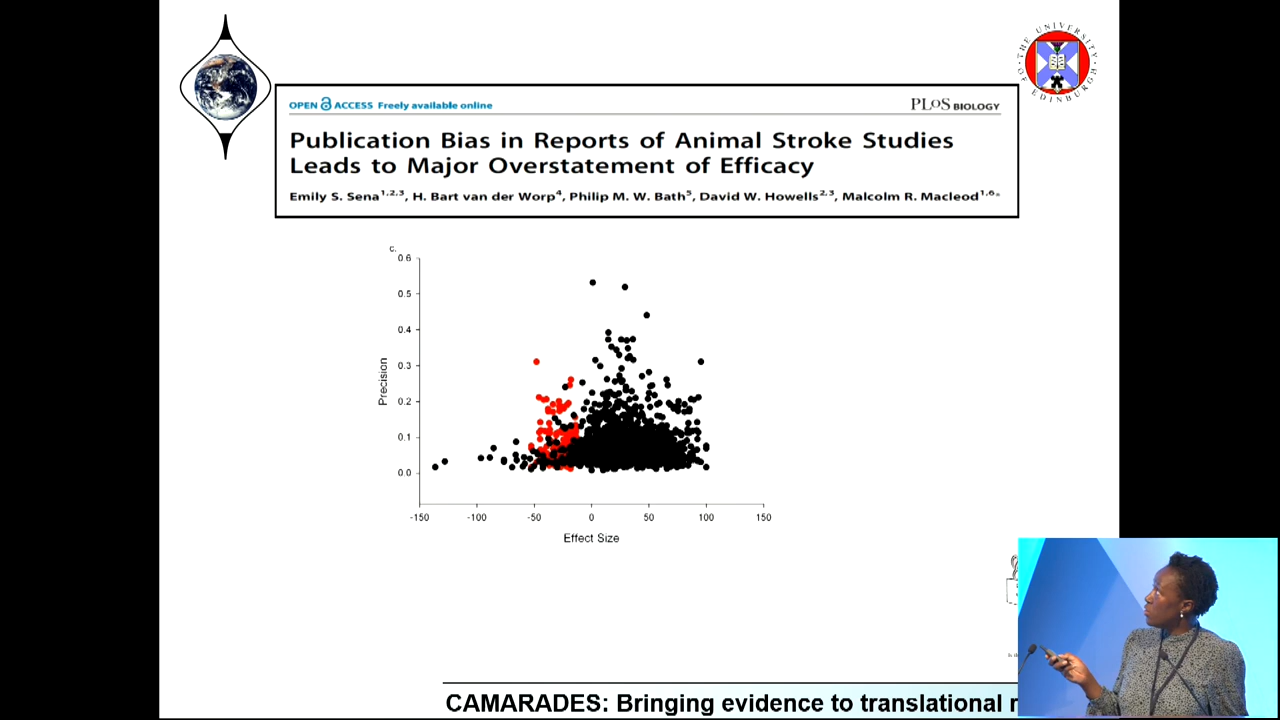 THE UNIVERSITY OF EDINBURGH
OPEN ACCESS Freely available online
PLoS BIOLOGY
Publication Bias in Reports of Animal Stroke Studies
Leads to Major Overstatement of Efficacy
Emily S. Sena1,2,3, H. Bart van der Worp4, Philip M. W. Bath5, David W. Howells2,3, Malcolm R. Macleod1,6*
c.
0.6
0.5
0.4
0.3
0.2
0.1
0.0
Precision
-150 -100 -50 0 50 100 150
Effect Size
CAMARADES: Bringing evidence to translational